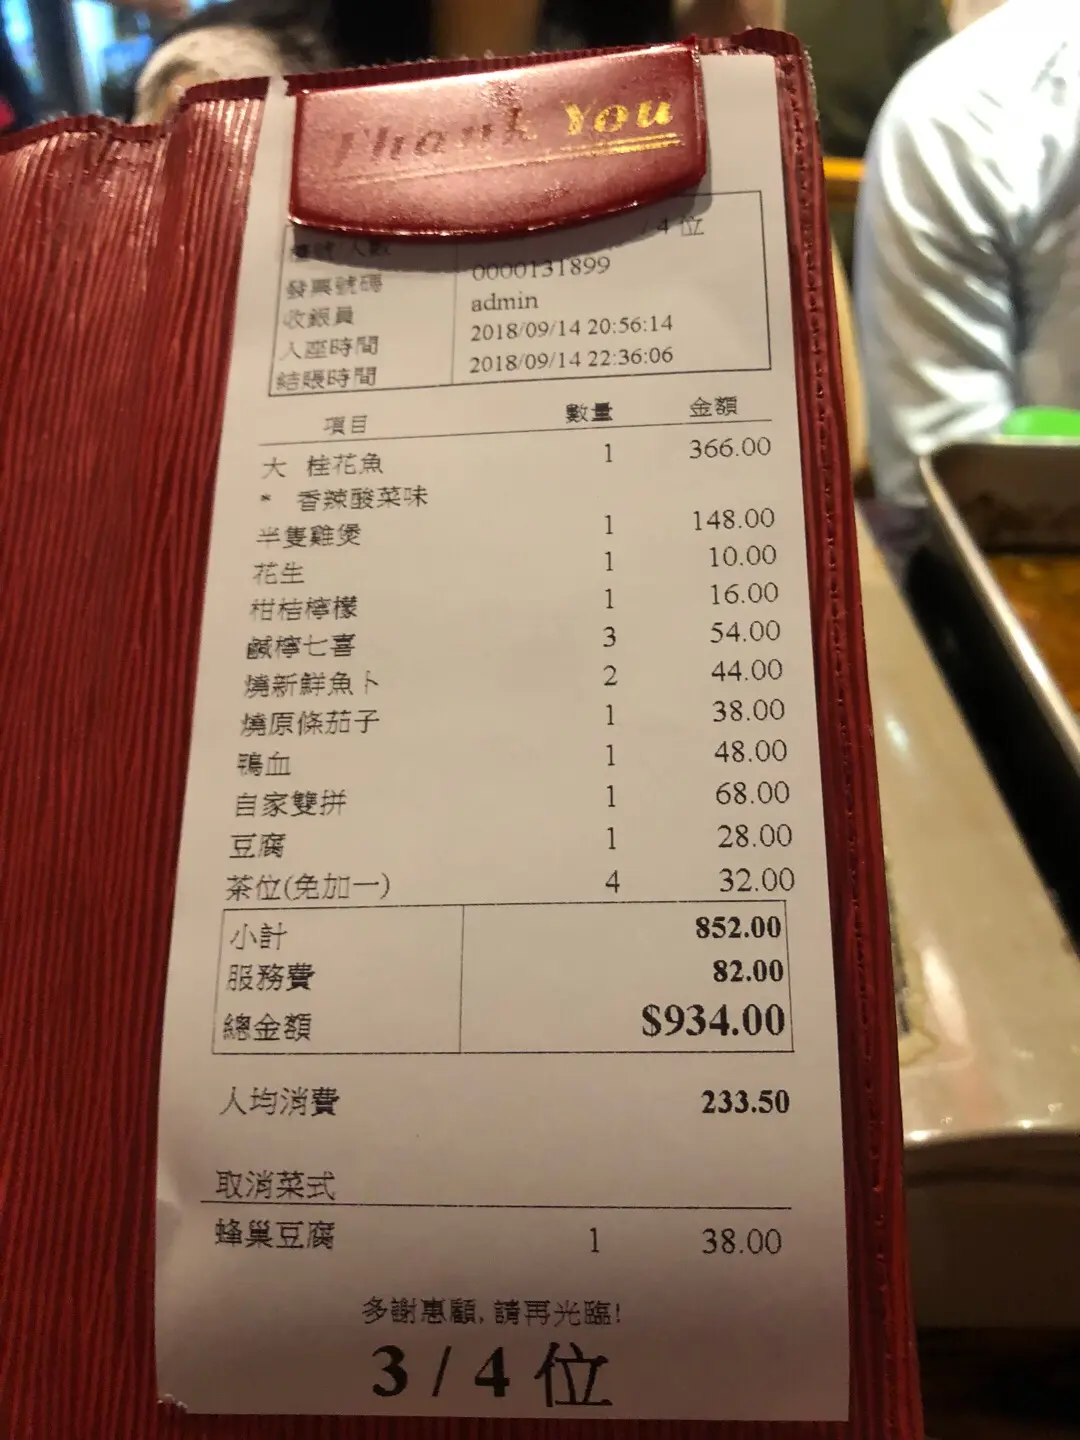 Thank You
/ 4 位
檯號/人數
發票號碼 0000131899
收銀員 admin
入座時間 2018/09/14 20:56:14
結賬時間 2018/09/14 22:36:06
項目 數量 金額
大 桂花魚 1 366.00
* 香辣酸菜味
半隻雞煲 1 148.00
花生 1 10.00
柑桔檸檬 1 16.00
鹹檸七喜 3 54.00
燒新鮮魚卜 2 44.00
燒原條茄子 1 38.00
鴨血 1 48.00
自家雙拼 1 68.00
豆腐 1 28.00
茶位(免加一) 4 32.00
小計 852.00
服務費 82.00
總金額 $934.00
人均消費 233.50
取消菜式
蜂巢豆腐 1 38.00
多謝惠顧, 請再光臨!
3 / 4 位